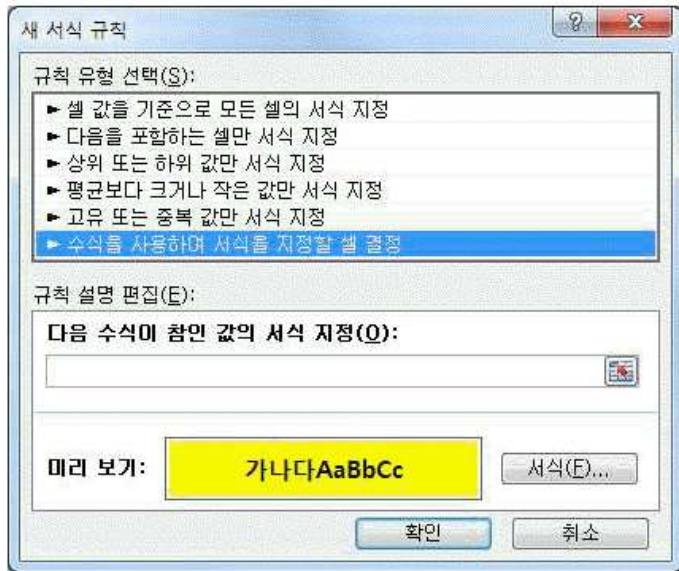 새 서식 규칙
규칙 유형 선택(S):
► 셀 값을 기준으로 모든 셀의 서식 지정
► 다음을 포함하는 셀만 서식 지정
► 상위 또는 하위 값만 서식 지정
► 평균보다 크거나 작은 값만 서식 지정
► 고유 또는 중복 값만 서식 지정
► 수식을 사용하여 서식을 지정할 셀 결정
규칙 설명 편집(E):
다음 수식이 참인 값의 서식 지정(O):
미리 보기: 가나다AaBbCc 서식(F)...
확인 취소